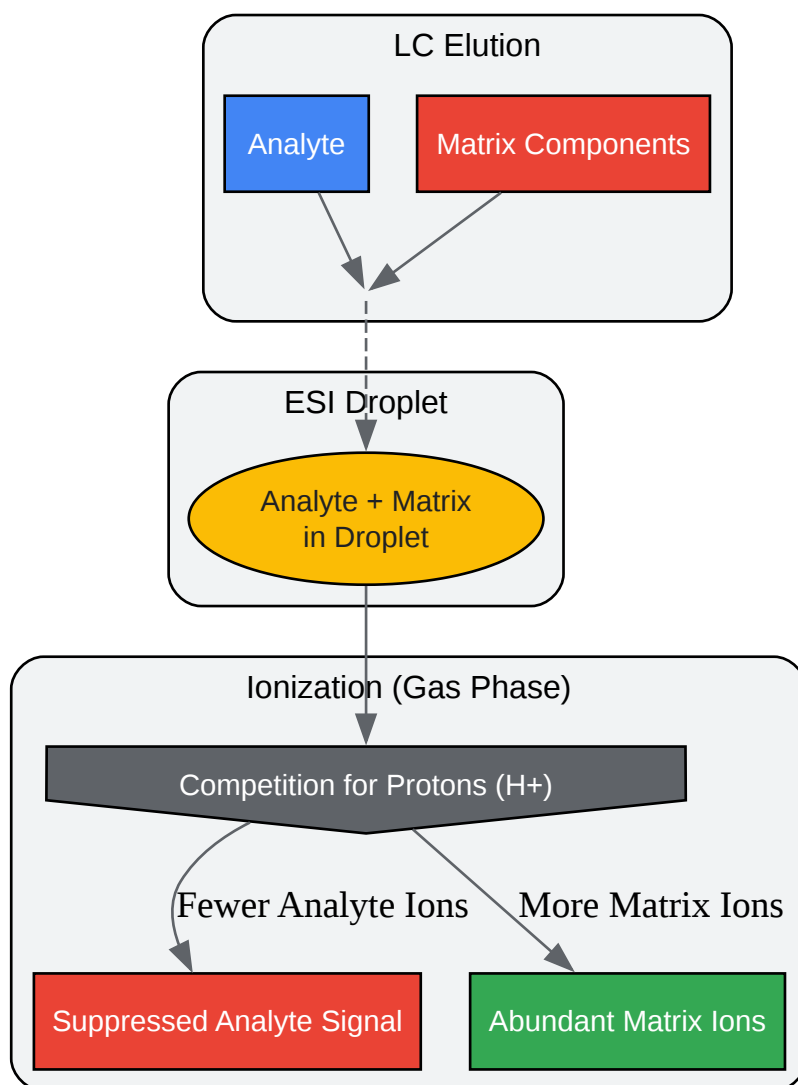 LC Elution
Analyte
Matrix Components
ESI Droplet
Analyte + Matrix
in Droplet
Ionization (Gas Phase)
Competition for Protons (H+)
Fewer Analyte Ions
More Matrix Ions
Suppressed Analyte Signal
Abundant Matrix Ions